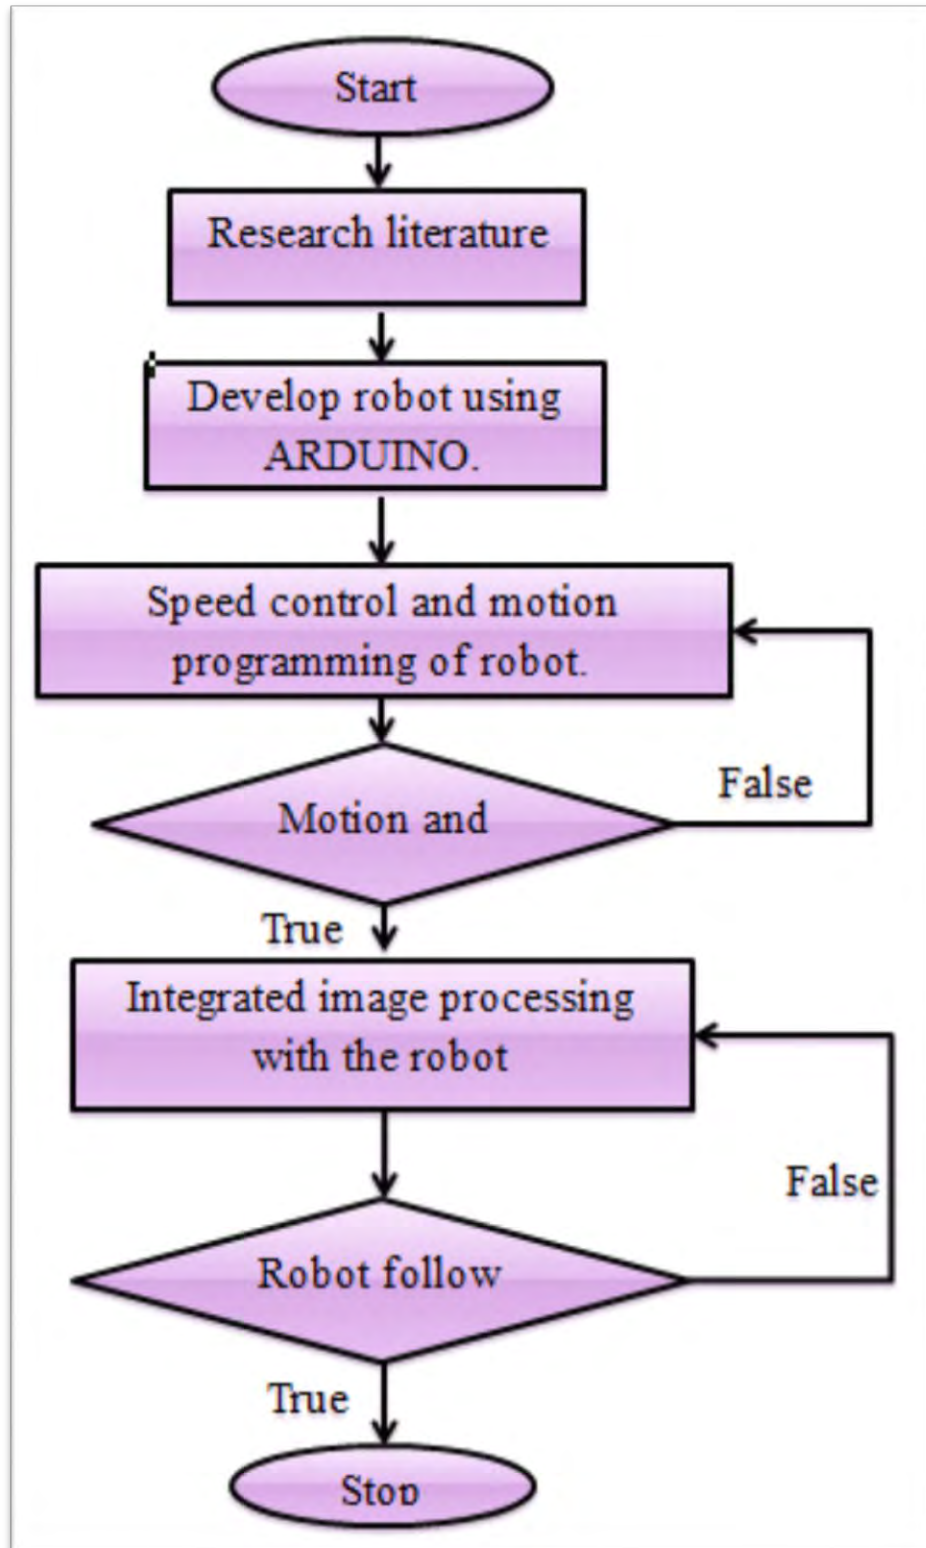 Start
Research literature
Develop robot using
ARDUINO.
Speed control and motion
programming of robot.
False
Motion and
True
Integrated image processing
with the robot
False
Robot follow
True
Stop